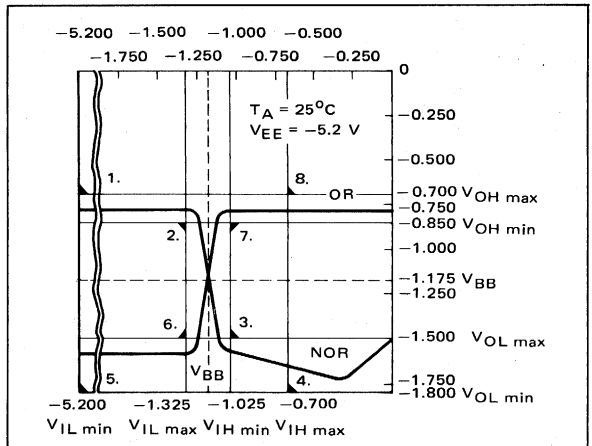 -5.200 -1.500 -1.000 -0.500
-1.750 -1.250 -0.750 -0.250
0
T_A = 25°C
V_EE = -5.2 V
-0.250
-0.500
1. 8.
OR
-0.700 V_OH max
-0.750
2. 7.
-0.850 V_OH min
-1.000
-1.175 V_BB
-1.250
6. 3.
-1.500 V_OL max
NOR
V_BB
5. 4.
-1.750
-1.800 V_OL min
-5.200 -1.325 -1.025 -0.700
V_IL min V_IL max V_IH min V_IH max